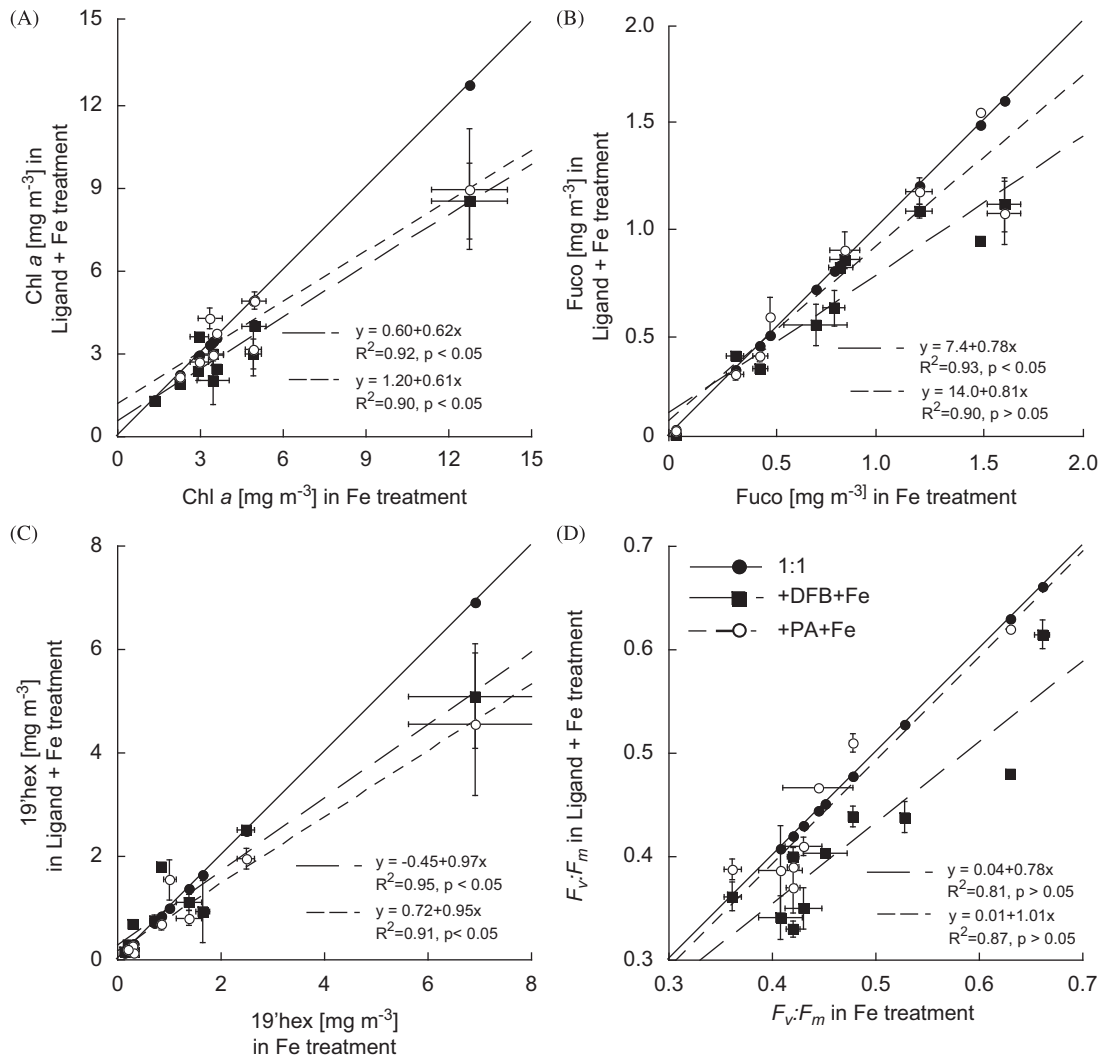 (A)
15
12
9
6
3
0
Chl a [mg m-3] in
Ligand + Fe treatment
y = 0.60+0.62x
R2=0.92, p < 0.05
y = 1.20+0.61x
R2=0.90, p < 0.05
0 3 6 9 12 15
Chl a [mg m-3] in Fe treatment
(B)
2.0
1.5
1.0
0.5
0
Fuco [mg m-3] in
Ligand + Fe treatment
y = 7.4+0.78x
R2=0.93, p < 0.05
y = 14.0+0.81x
R2=0.90, p > 0.05
0 0.5 1.0 1.5 2.0
Fuco [mg m-3] in Fe treatment
(C)
8
6
4
2
0
19'hex [mg m-3]
in Ligand + Fe treatment
y = -0.45+0.97x
R2=0.95, p < 0.05
y = 0.72+0.95x
R2=0.91, p< 0.05
0 2 4 6 8
19'hex [mg m-3]
in Fe treatment
(D)
0.7
0.6
0.5
0.4
0.3
Fv:Fm in Ligand + Fe treatment
1:1
+DFB+Fe
+PA+Fe
y = 0.04+0.78x
R2=0.81, p > 0.05
y = 0.01+1.01x
R2=0.87, p > 0.05
0.3 0.4 0.5 0.6 0.7
Fv:Fm in Fe treatment